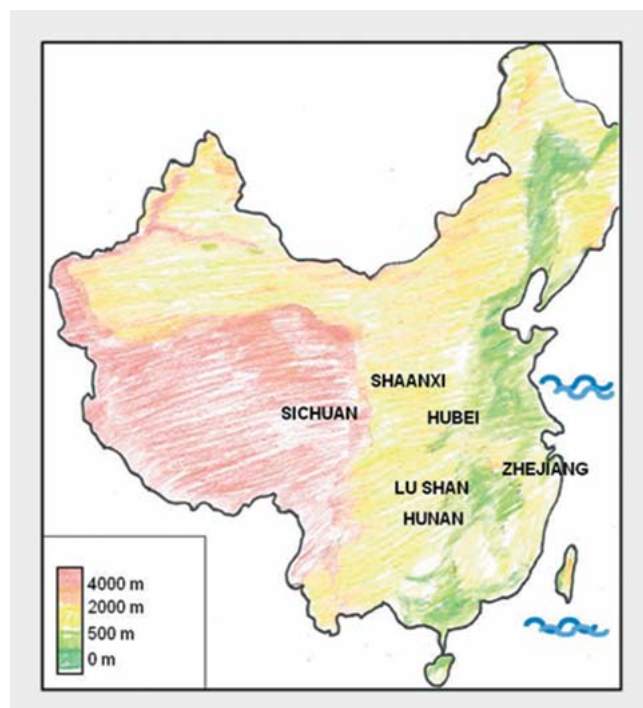 SHAANXI
SICHUAN
HUBEI
ZHEJIANG
LU SHAN
HUNAN
4000 m
2000 m
500 m
0 m